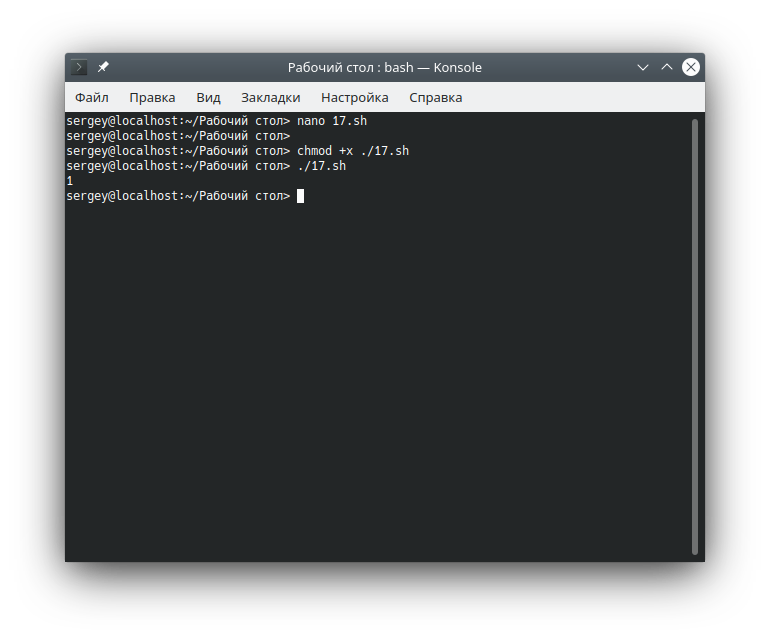 Рабочий стол : bash — Konsole
Файл Правка Вид Закладки Настройка Справка
sergey@localhost:~/Рабочий стол> nano 17.sh
sergey@localhost:~/Рабочий стол>
sergey@localhost:~/Рабочий стол> chmod +x ./17.sh
sergey@localhost:~/Рабочий стол> ./17.sh
1
sergey@localhost:~/Рабочий стол>